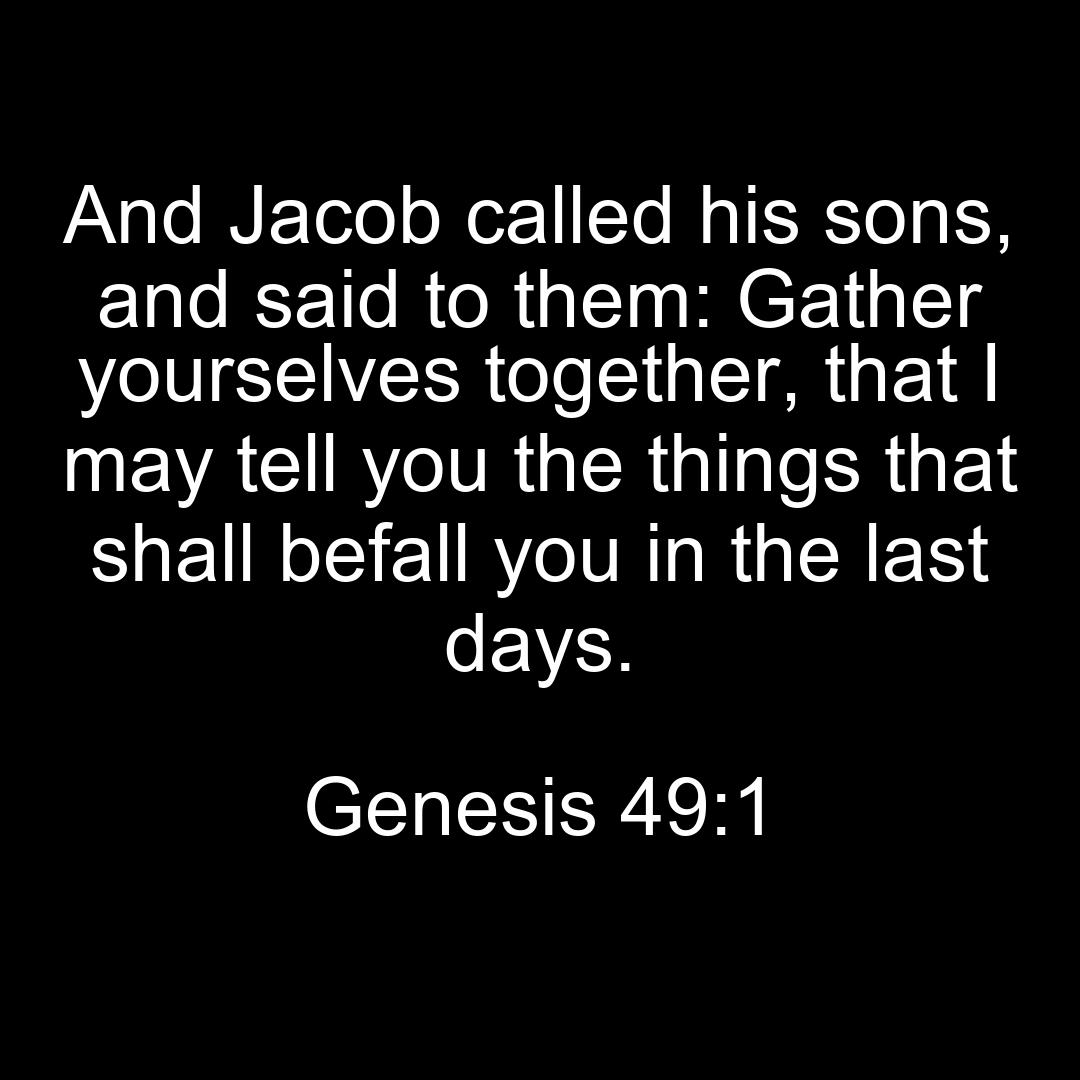 And Jacob called his sons,
and said to them: Gather
yourselves together, that I
may tell you the things that
shall befall you in the last
days.
Genesis 49:1